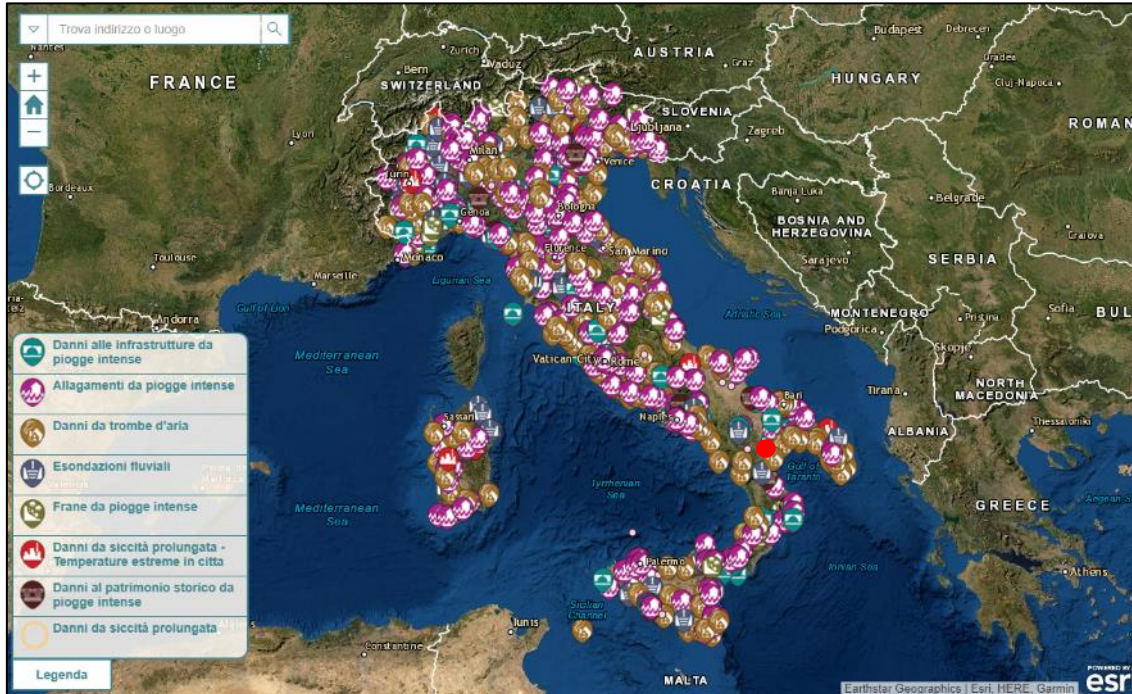 Trova indirizzo o luogo
Nantes
FRANCE
Zurich
Vaduz
Bern
SWITZERLAND
AUSTRIA
Graz
Budapest
Debrecen
Oradea
Cluj-Napoca
HUNGARY
SLOVENIA
Ljubljana
Zagreb
ROMAN
Lyon
Milan
Venice
Turin
CROATIA
Banja Luka
Belgrade
Bordeaux
Genoa
Bologna
BOSNIA AND
HERZEGOVINA
Sarajevo
Craiova
Florence
San Marino
SERBIA
Toulouse
Monaco
Marseille
Ligurian Sea
Gulf of Lion
ITALY
Adriatic Sea
MONTENEGRO
Podgorica
Pristina
Sofia
BUL
Andorra
Skopje
Mediterranean
Sea
Vatican City
Rome
NORTH
MACEDONIA
Tirana
Bari
Naples
ALBANIA
Thessaloniki
Sassari
Gulf of
Taranto
Tyrrhenian
Sea
GREECE
Aegean
Mediterranean
Sea
Palermo
Ionian Sea
Athens
Sicilian
Channel
Tunis
Constantine
MALTA
Danni alle infrastrutture da
piogge intense
Allagamenti da piogge intense
Danni da trombe d'aria
Esondazioni fluviali
Frane da piogge intense
Danni da siccità prolungata -
Temperature estreme in citta
Danni al patrimonio storico da
piogge intense
Danni da siccità prolungata
Legenda
Earthstar Geographics | Esri, HERE, Garmin
POWERED BY
esri